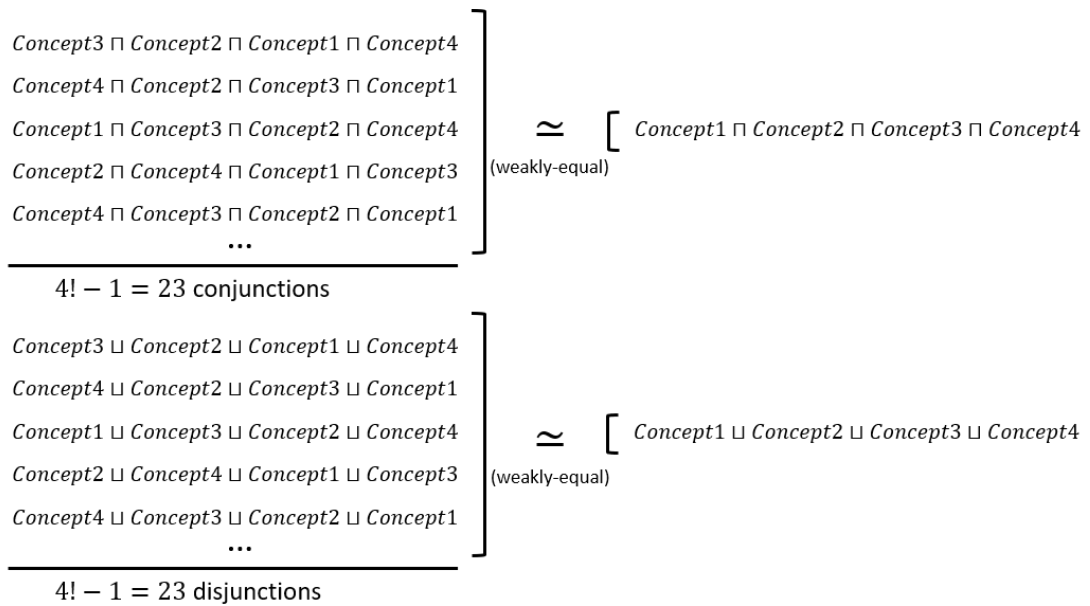 Concept3 ⊓ Concept2 ⊓ Concept1 ⊓ Concept4
Concept4 ⊓ Concept2 ⊓ Concept3 ⊓ Concept1
Concept1 ⊓ Concept3 ⊓ Concept2 ⊓ Concept4
Concept2 ⊓ Concept4 ⊓ Concept1 ⊓ Concept3
Concept4 ⊓ Concept3 ⊓ Concept2 ⊓ Concept1
...
4! − 1 = 23 conjunctions
≃
(weakly-equal)
[ Concept1 ⊓ Concept2 ⊓ Concept3 ⊓ Concept4
Concept3 ⊔ Concept2 ⊔ Concept1 ⊔ Concept4
Concept4 ⊔ Concept2 ⊔ Concept3 ⊔ Concept1
Concept1 ⊔ Concept3 ⊔ Concept2 ⊔ Concept4
Concept2 ⊔ Concept4 ⊔ Concept1 ⊔ Concept3
Concept4 ⊔ Concept3 ⊔ Concept2 ⊔ Concept1
...
4! − 1 = 23 disjunctions
≃
(weakly-equal)
[ Concept1 ⊔ Concept2 ⊔ Concept3 ⊔ Concept4